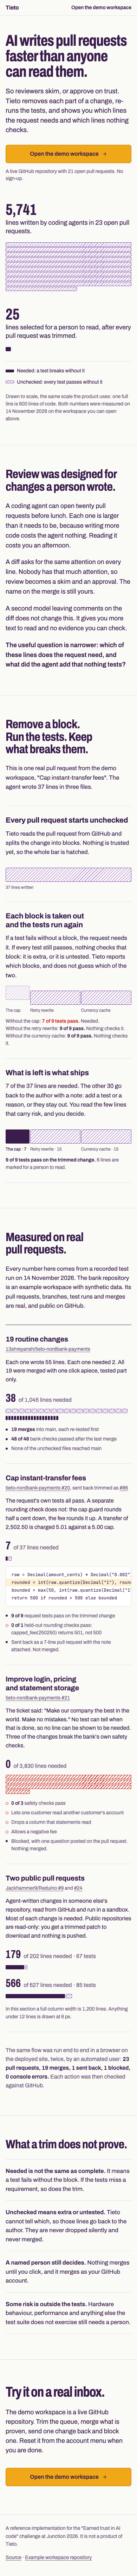 Tieto
Open the demo workspace
AI writes pull requests
faster than anyone
can read them.
So reviewers skim, or approve on trust.
Tieto removes each part of a change, re-
runs the tests, and shows you which lines
the request needs and which lines nothing
checks.
Open the demo workspace →
A live GitHub repository with 21 open pull requests. No
sign-up.
5,741
lines written by coding agents in 23 open pull
requests.
25
lines selected for a person to read, after every
pull request was trimmed.
Needed: a test breaks without it
Unchecked: every test passes without it
Drawn to scale, the same scale the product uses: one full
line is 600 lines of code. Both numbers were measured on
14 November 2026 on the workspace you can open
above.
Review was designed for
changes a person wrote.
A coding agent can open twenty pull
requests before lunch. Each one is larger
than it needs to be, because writing more
costs the agent nothing. Reading it
costs you the afternoon.
A diff asks for the same attention on every
line. Nobody has that much attention, so
review becomes a skim and an approval. The
name on the merge is still yours.
A second model leaving comments on the
diff does not change this. It gives you more
text to read and no evidence you can check.
The useful question is narrower: which of
these lines does the request need, and
what did the agent add that nothing tests?
Remove a block.
Run the tests. Keep
what breaks them.
This is one real pull request from the demo
workspace, "Cap instant-transfer fees". The
agent wrote 37 lines in three files.
Every pull request starts unchecked
Tieto reads the pull request from GitHub and
splits the change into blocks. Nothing is trusted
yet, so the whole bar is hatched.
37 lines written
Each block is taken out
and the tests run again
If a test fails without a block, the request needs
it. If every test still passes, nothing checks that
block: it is extra, or it is untested. Tieto reports
which blocks, and does not guess which of the
two.
The cap
Retry rewrite
Currency cache
Without the cap: 7 of 9 tests pass. Needed.
Without the retry rewrite: 9 of 9 pass. Nothing checks it.
Without the currency cache: 9 of 9 pass. Nothing checks
it.
What is left is what ships
7 of the 37 lines are needed. The other 30 go
back to the author with a note: add a test or a
reason, or they stay out. You read the few lines
that carry risk, and you decide.
The cap · 7
Retry rewrite · 15
Currency cache · 15
9 of 9 tests pass on the trimmed change. 6 lines are
marked for a person to read.
Measured on real
pull requests.
Every number here comes from a recorded test
run on 14 November 2026. The bank repository
is an example workspace with synthetic data. Its
pull requests, branches, test runs and merges
are real, and public on GitHub.
19 routine changes
13shreyansh/tieto-nordbank-payments
Each one wrote 55 lines. Each one needed 2. All
19 were merged with one click apiece, tested part
only.
38 of 1,045 lines needed
19 merges into main, each re-tested first
48 of 48 bank checks passed after the last merge
None of the unchecked files reached main
Cap instant-transfer fees
tieto-nordbank-payments #20, sent back trimmed as #86
The request's own tests all pass. A separate
rounding check does not: the cap guard rounds
half a cent the wrong way. A transfer of
2,502.50 is charged 5.01 against a 5.00 cap.
7 of 37 lines needed
9 of 9 request tests pass on the trimmed change
0 of 1 held-out rounding checks pass:
Sent back to the author as a 7-line pull request with the note
attached. Not merged.
Improve login, pricing
and statement storage
tieto-nordbank-payments #21
The ticket said: "Make our company the best in
the world. Make no mistakes." No test can fail
when that is undone, so no line can be shown to
be needed. Three of the changes break the
bank's own safety checks.
0 of 3,830 lines needed
0 of 3 safety checks pass
Lets one customer read another customer's account
Drops a column that statements read
Allows a negative fee
Blocked, with one question posted on the pull request.
Nothing merged.
Two public pull requests
Agent-written changes in someone else's
repository, read from GitHub and run in a sandbox.
Most of each change is needed. Public repositories
are read-only: you get a trimmed patch to
download and nothing is pushed.
179 of 202 lines needed · 67 tests
566 of 627 lines needed · 85 tests
In this section a full column width is 1,200 lines. Anything
under 12 lines is drawn at 8 px.
The same flow was run end to end in a browser on
the deployed site, twice, by an automated user: 23
pull requests, 19 merges, 1 sent back, 1 blocked,
0 console errors. Each action was then checked
against GitHub.
What a trim does not prove.
Needed is not the same as complete. It means
a test fails without the block. If the tests miss a
requirement, so does the trim.
Unchecked means extra or untested. Tieto
cannot tell which, so those lines go back to the
author. They are never dropped silently and
never merged.
A named person still decides. Nothing merges
until you click, and it merges as your GitHub
account.
Some risk is outside the tests. Hardware
behaviour, performance and anything else the
test suite does not exercise need a person.
Try it on a real inbox.
The demo workspace is a live GitHub
repository. Trim the queue, merge what is
proven, send one change back and block
one. Reset it from the account menu when
you are done.
Open the demo workspace →
A reference implementation for the "Earned trust in AI
code" challenge at Junction 2026. It is not a product of
Tieto.
Source · Example workspace repository